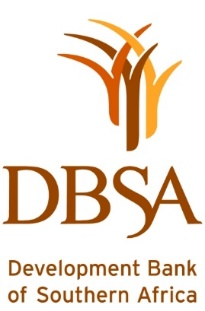 DBSA
Development Bank
of Southern Africa